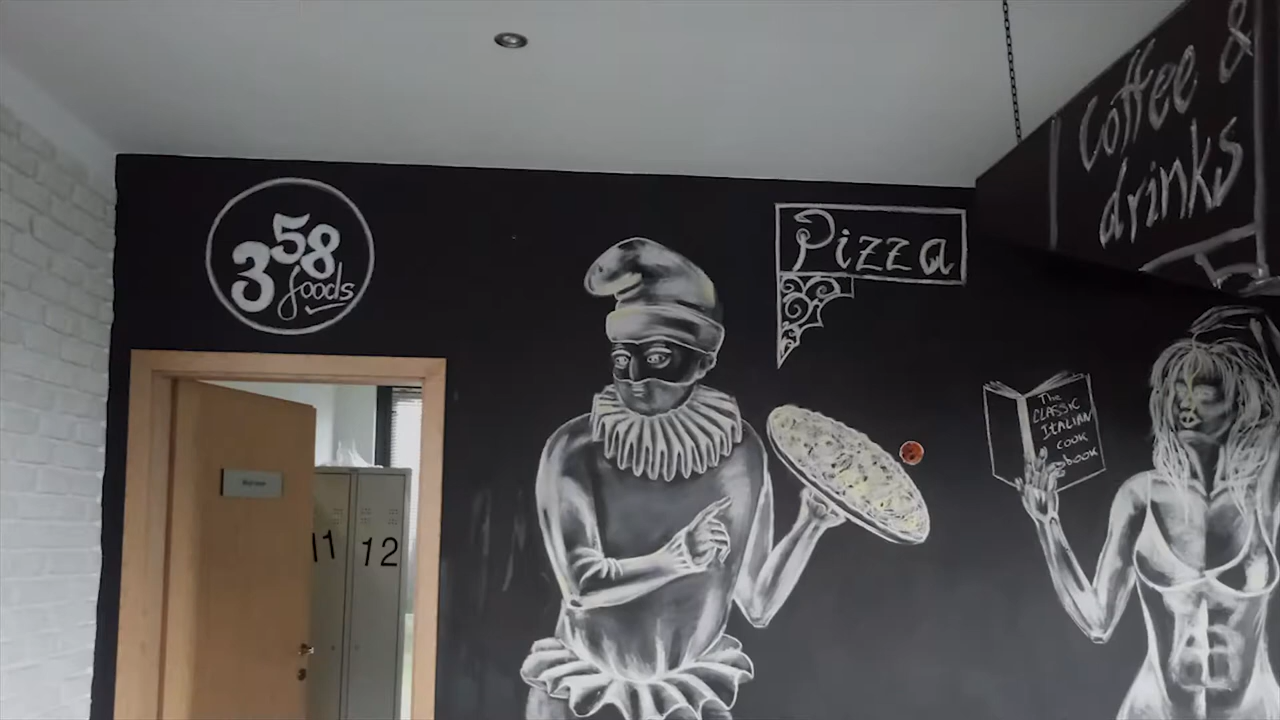 358
foods
Pizza
Coffee &
drinks
The
CLASSIC
ITALIAN
COOK
book
11
12